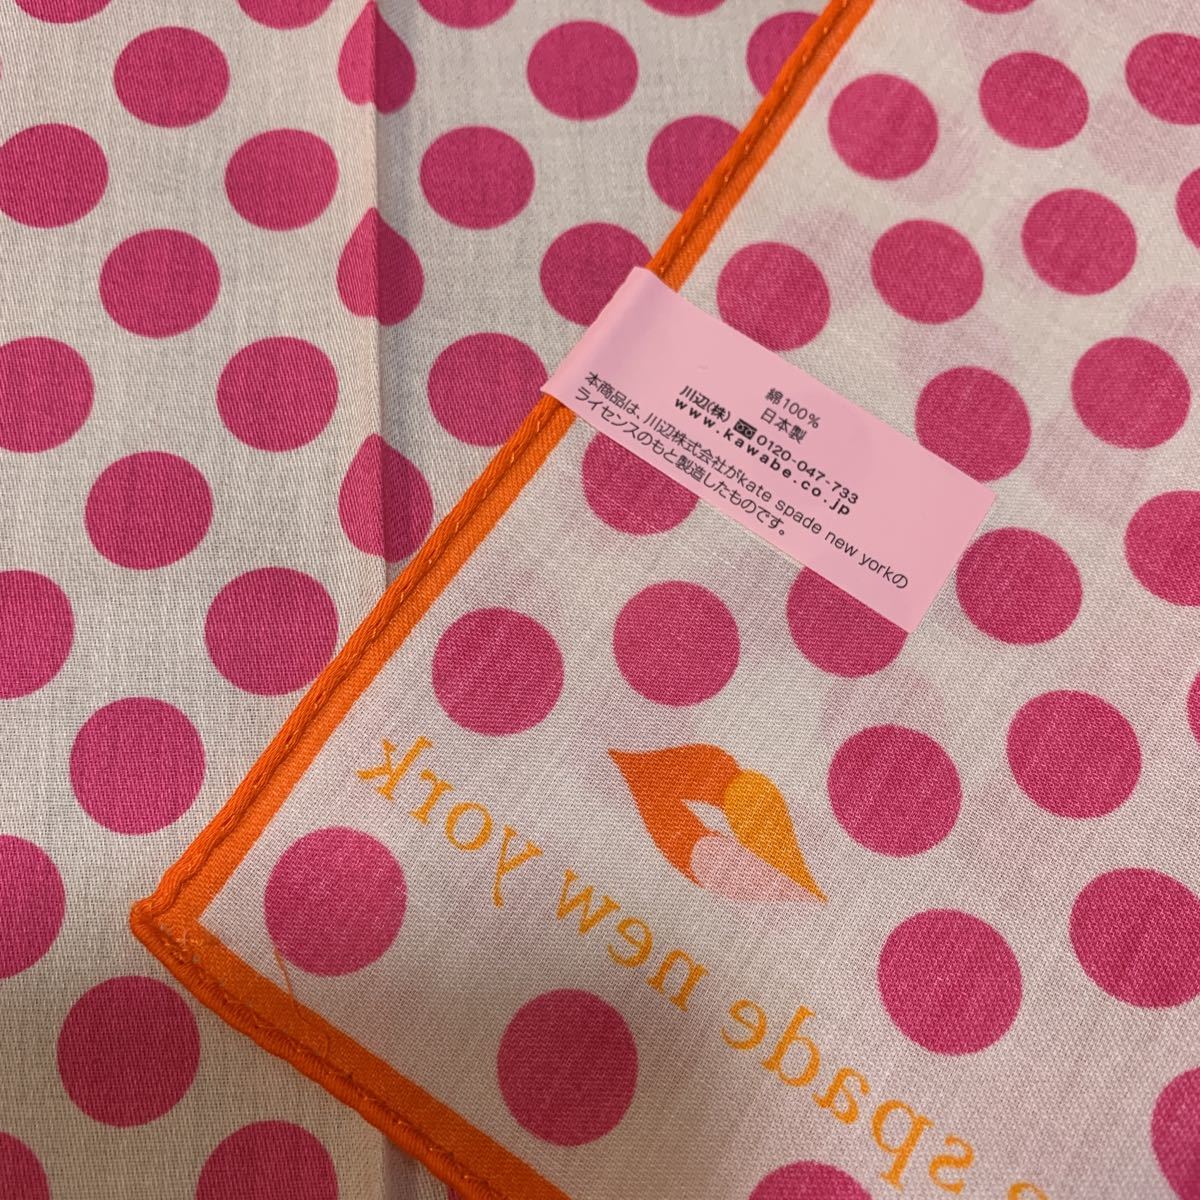 綿100%
日本製
川辺(株) 0120-047-733
www.kawabe.co.jp
本商品は、川辺株式会社がkate spade new yorkの
ライセンスのもと製造したものです。
e spade new york